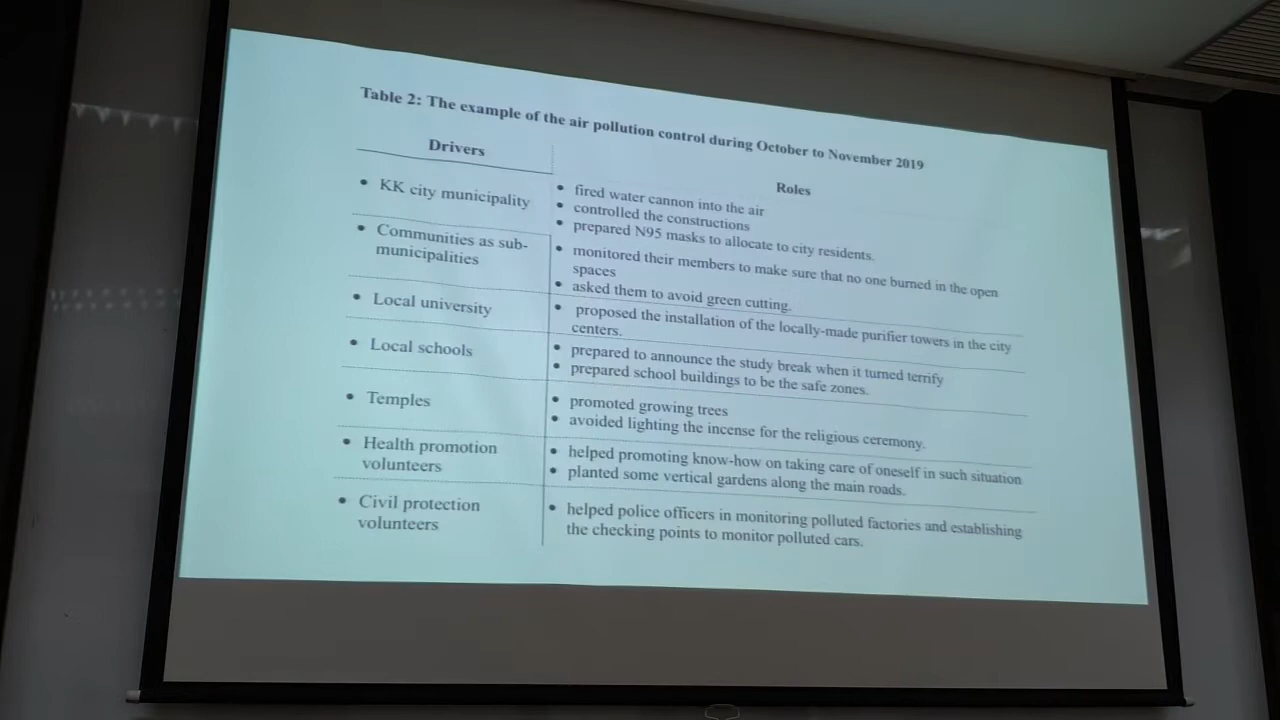 Table 2: The example of the air pollution control during October to November 2019
Drivers
Roles
• KK city municipality
• fired water cannon into the air
• controlled the constructions
• prepared N95 masks to allocate to city residents.
• Communities as sub-
municipalities
• monitored their members to make sure that no one burned in the open
spaces
• asked them to avoid green cutting.
• Local university
• proposed the installation of the locally-made purifier towers in the city
centers.
• Local schools
• prepared to announce the study break when it turned terrify
• prepared school buildings to be the safe zones.
• Temples
• promoted growing trees
• avoided lighting the incense for the religious ceremony.
• Health promotion
volunteers
• helped promoting know-how on taking care of oneself in such situation
• planted some vertical gardens along the main roads.
• Civil protection
volunteers
• helped police officers in monitoring polluted factories and establishing
the checking points to monitor polluted cars.